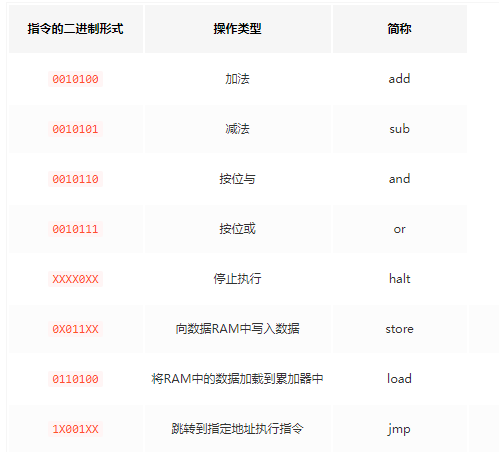 指令的二进制形式 操作类型 简称
0010100 加法 add
0010101 减法 sub
0010110 按位与 and
0010111 按位或 or
XXXX0XX 停止执行 halt
0X011XX 向数据RAM中写入数据 store
0110100 将RAM中的数据加载到累加器中 load
1X001XX 跳转到指定地址执行指令 jmp